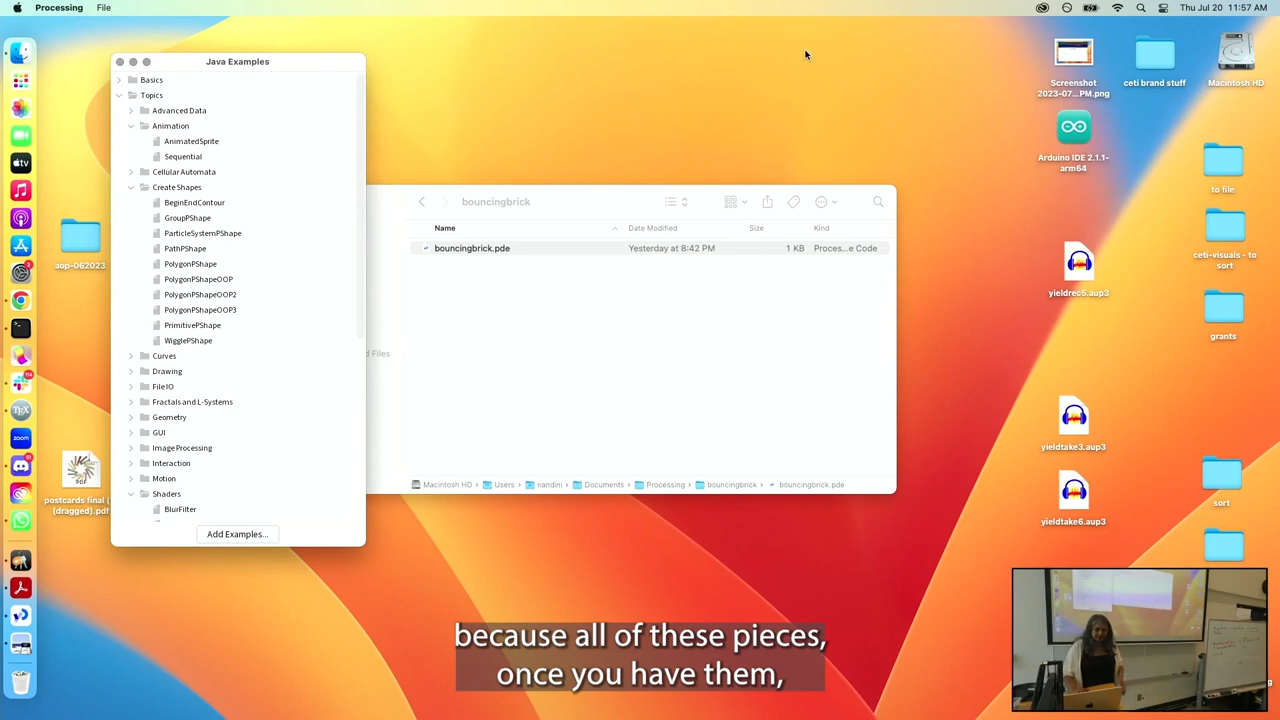 Processing File
Thu Jul 20 11:57 AM
Java Examples
Basics
Topics
Advanced Data
Animation
AnimatedSprite
Sequential
Cellular Automata
Create Shapes
BeginEndContour
GroupPShape
ParticleSystemPShape
PathPShape
PolygonPShape
PolygonPShapeOOP
PolygonPShapeOOP2
PolygonPShapeOOP3
PrimitivePShape
WigglePShape
Curves
Drawing
File IO
Fractals and L-Systems
Geometry
GUI
Image Processing
Interaction
Motion
Shaders
BlurFilter
Add Examples...
bouncingbrick
Name Date Modified Size Kind
bouncingbrick.pde Yesterday at 8:42 PM 1 KB Proces...e Code
d Files
Macintosh HD › Users › nandini › Documents › Processing › bouncingbrick › bouncingbrick.pde
aop-062023
postcards final (
dragged).pdf
PDF
tv
TEX
zoom
Screenshot
2023-07...PM.png
ceti brand stuff
Macintosh HD
Arduino IDE 2.1.1-
arm64
to file
ceti-visuals - to
sort
yieldrec5.aup3
grants
yieldtake3.aup3
yieldtake6.aup3
sort
because all of these pieces,
once you have them,